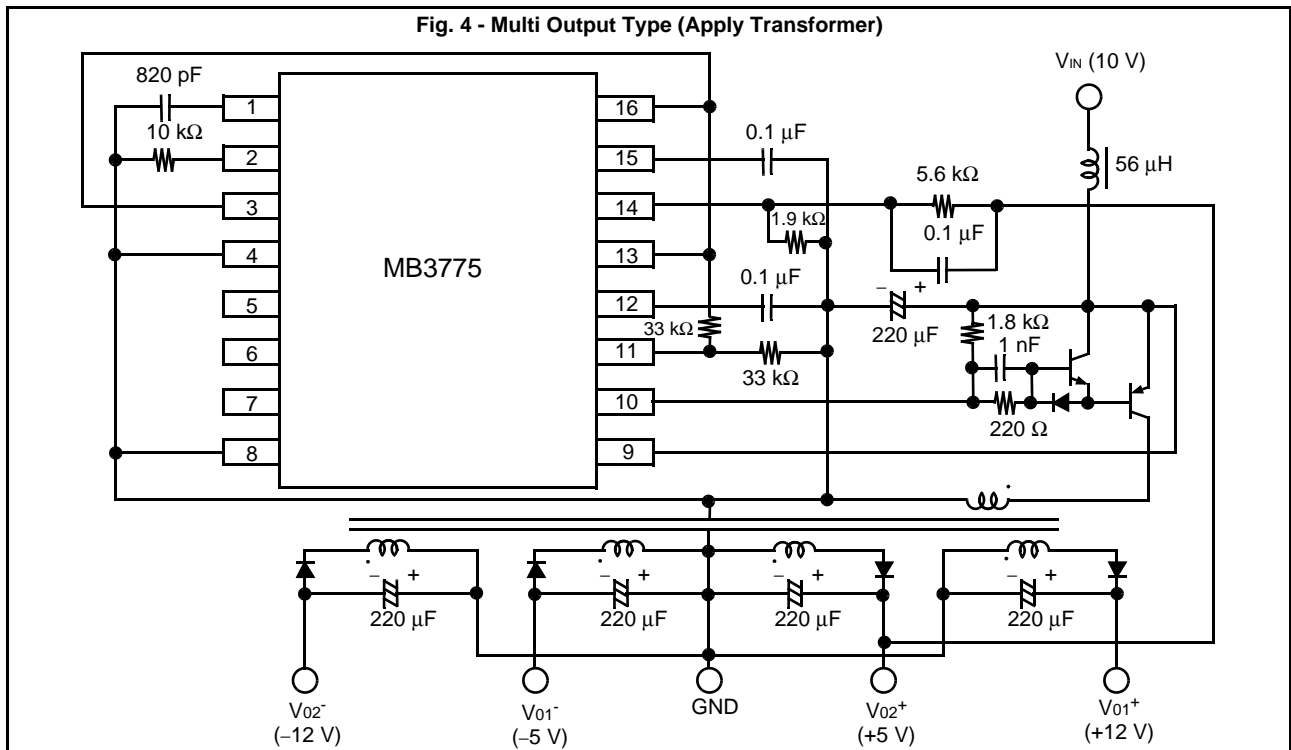 Fig. 4 - Multi Output Type (Apply Transformer)
VIN (10 V)
820 pF
10 kΩ
1
2
3
4
5
6
7
8
MB3775
16
15
14
13
12
11
10
9
0.1 µF
1.9 kΩ
0.1 µF
33 kΩ
33 kΩ
5.6 kΩ
0.1 µF
56 µH
− +
220 µF
1.8 kΩ
1 nF
220 Ω
− +
220 µF
− +
220 µF
− +
220 µF
− +
220 µF
V02-
(−12 V)
V01-
(−5 V)
GND
V02+
(+5 V)
V01+
(+12 V)